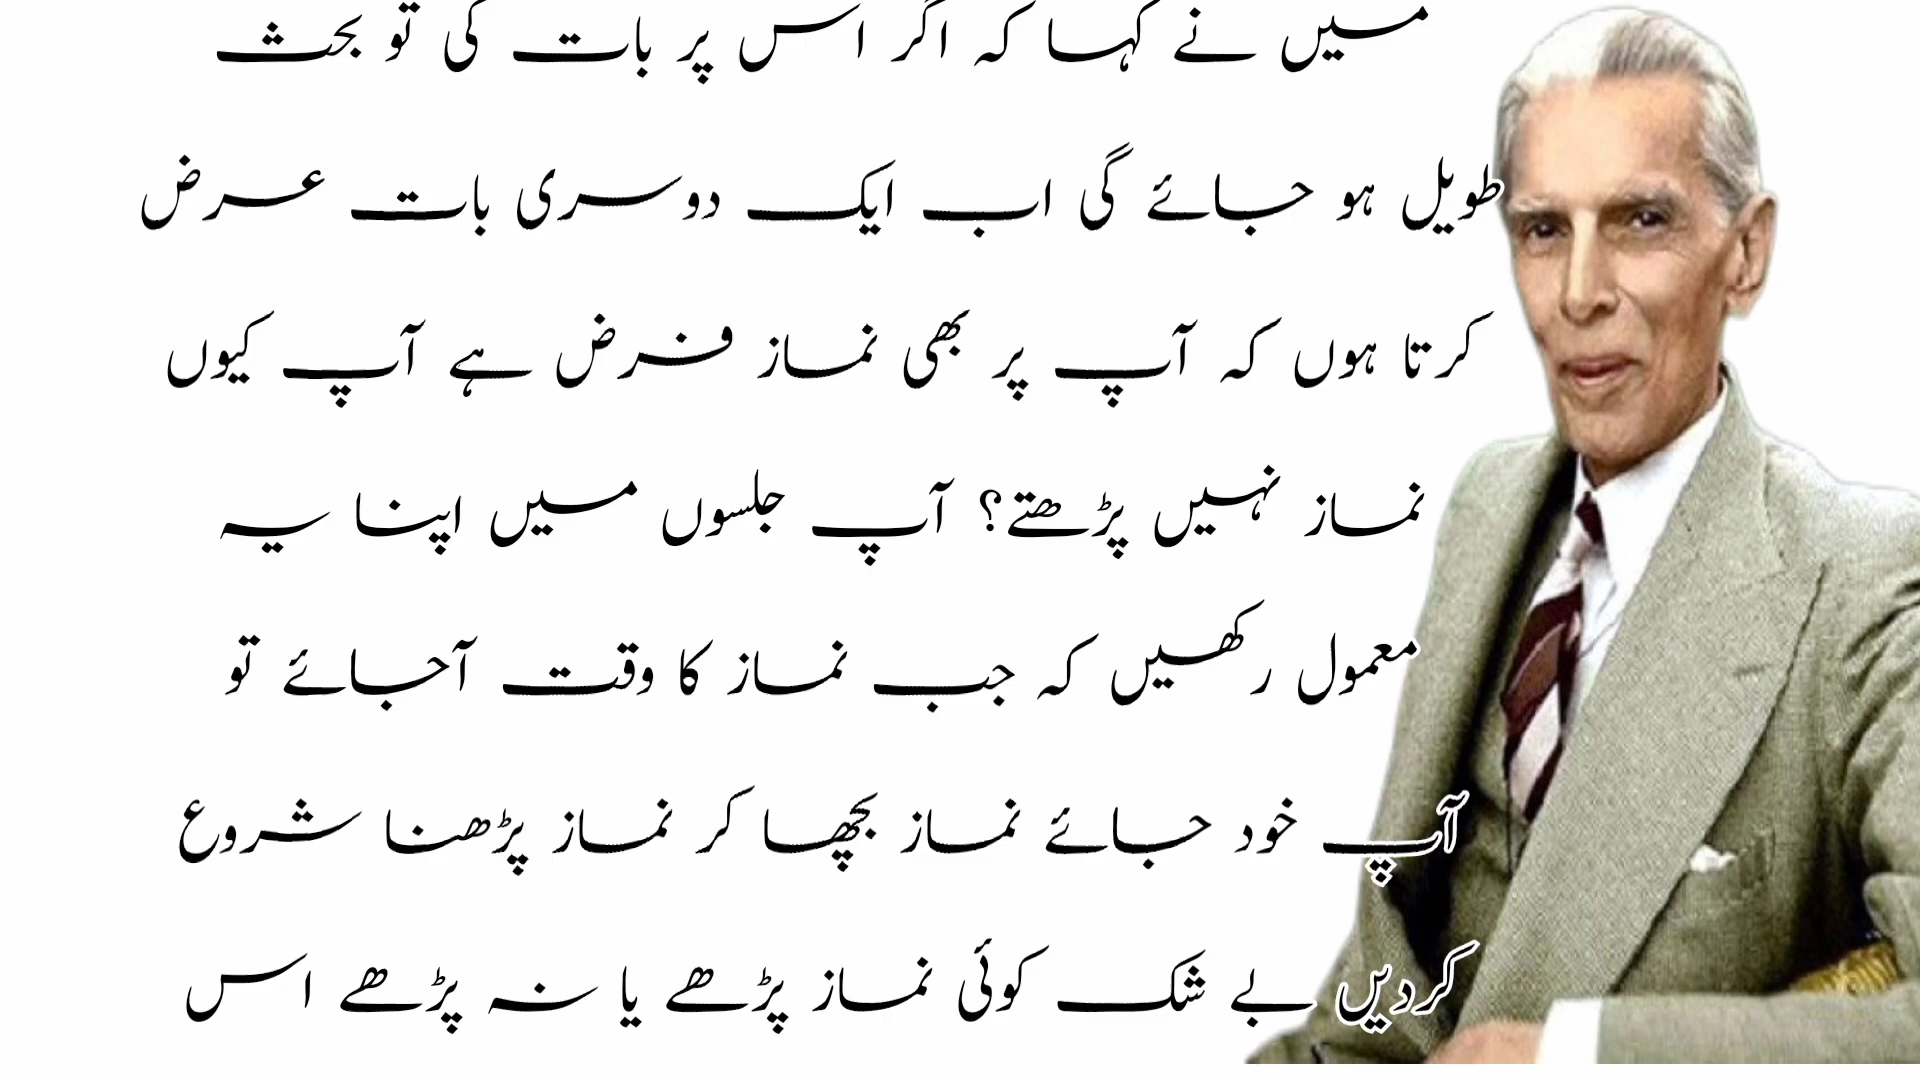 میں نے کہا کہ اگر اس پر بات کی تو بحث
طویل ہو جائے گی اب ایک دوسری بات عرض
کرتا ہوں کہ آپ پر بھی نماز فرض ہے آپ کیوں
نماز نہیں پڑھتے؟ آپ جلسوں میں اپنا یہ
معمول رکھیں کہ جب نماز کا وقت آجائے تو
آپ خود جائے نماز بچھا کر نماز پڑھنا شروع
کردیں بے شک کوئی نماز پڑھے یا نہ پڑھے اس